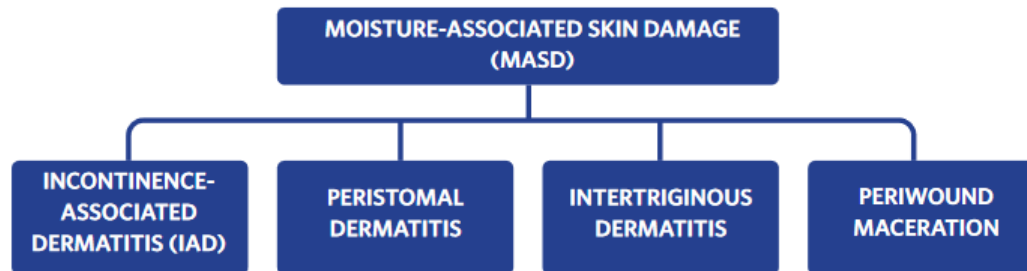 MOISTURE-ASSOCIATED SKIN DAMAGE
(MASD)
INCONTINENCE-
ASSOCIATED
DERMATITIS (IAD)
PERISTOMAL
DERMATITIS
INTERTRIGINOUS
DERMATITIS
PERIWOUND
MACERATION